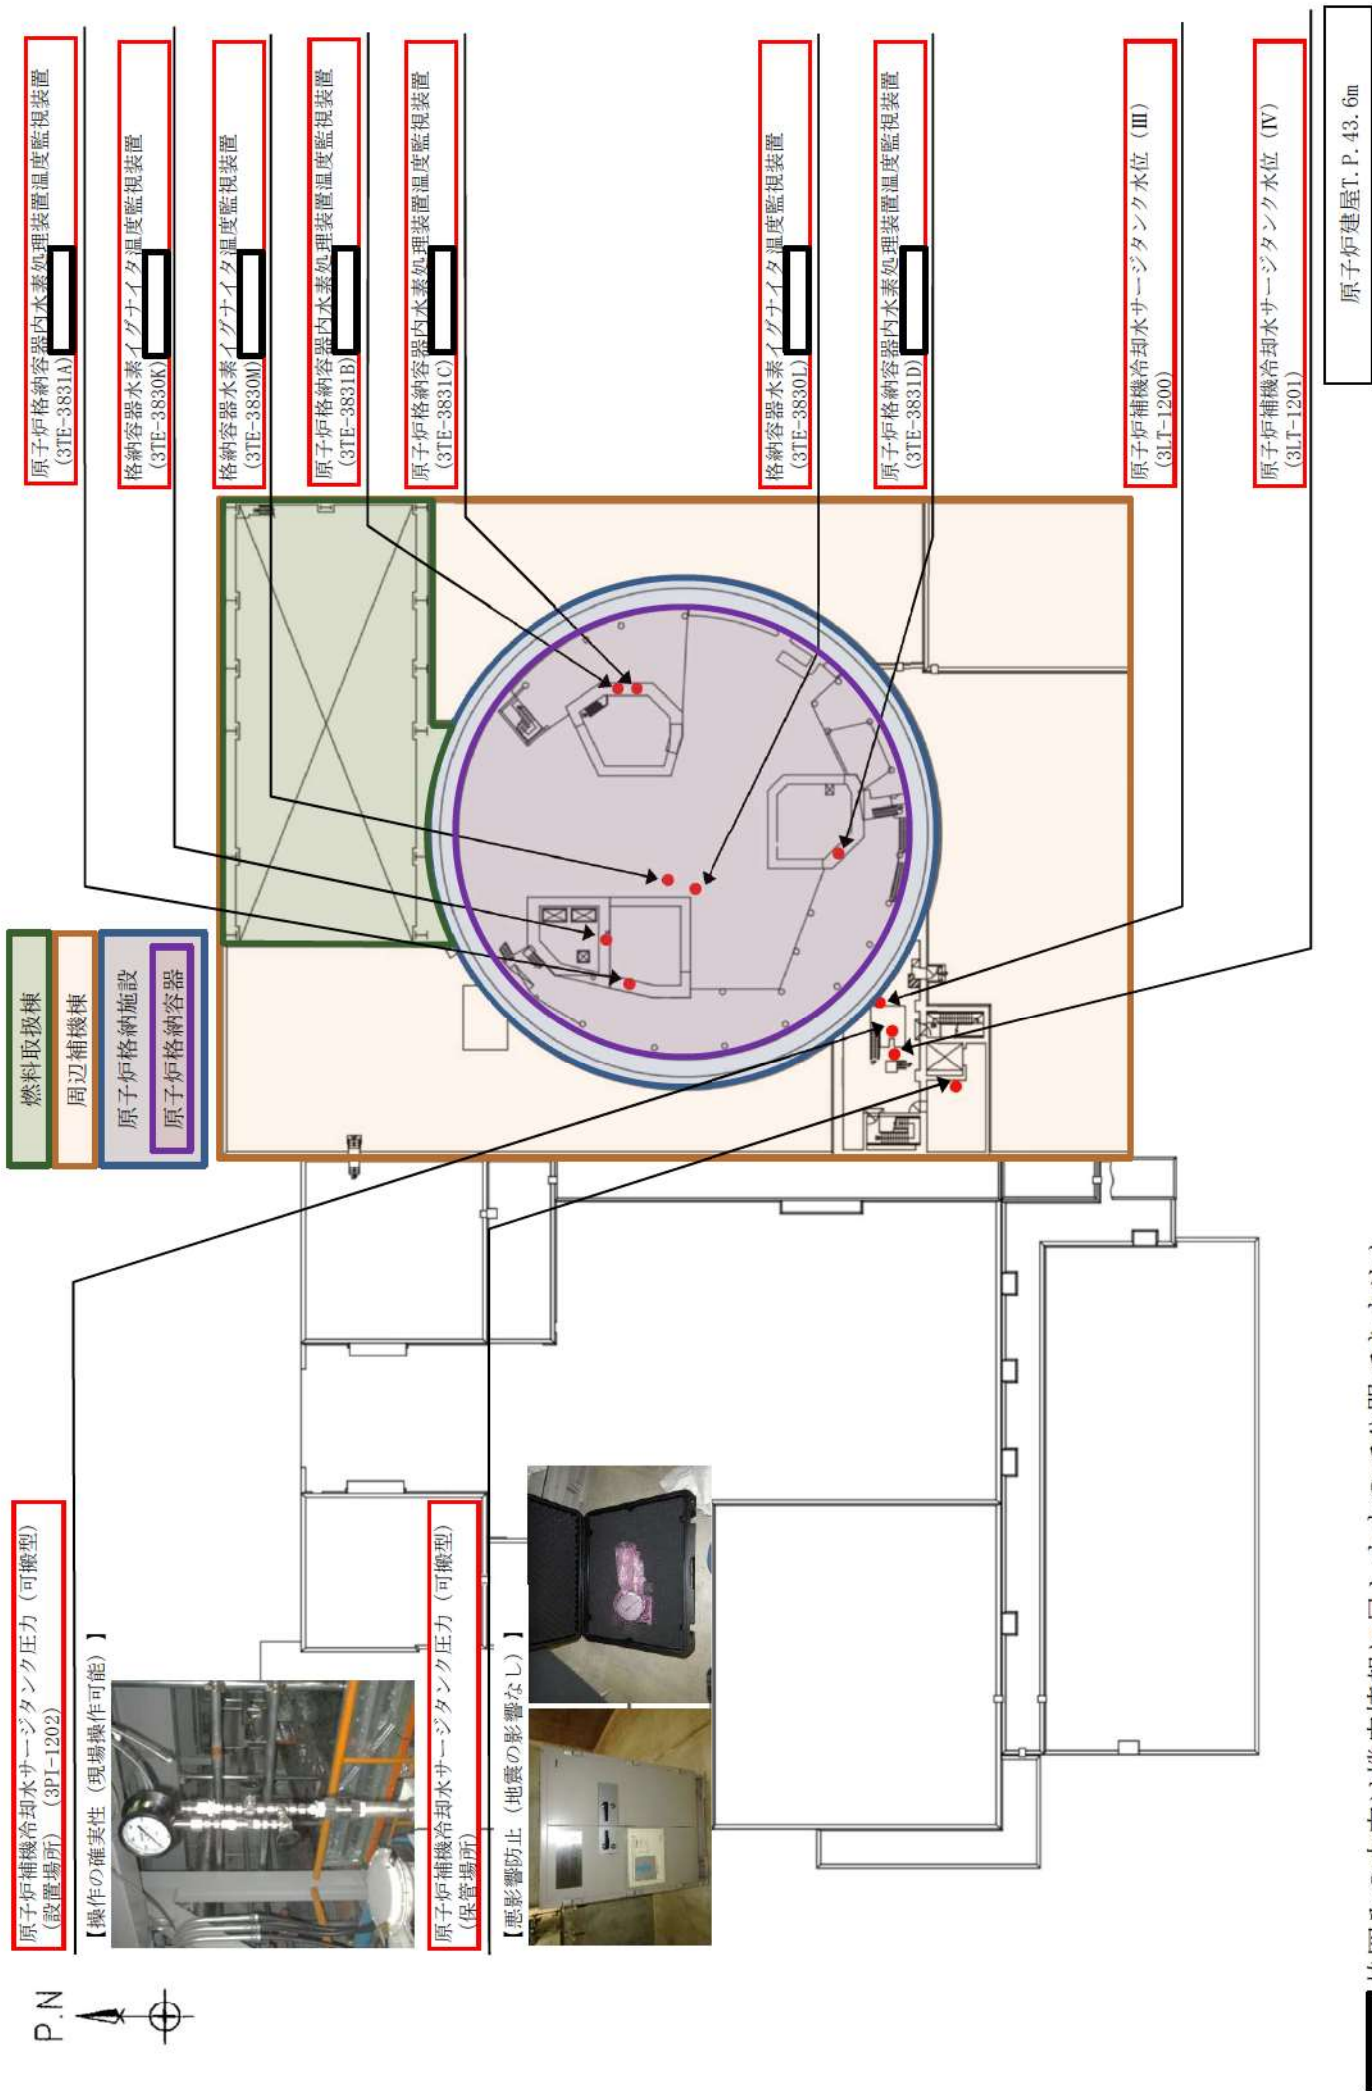 P.N
原子炉補機冷却水サージタンク圧力（可搬型）
（設置場所）（3PI-1202）
【操作の確実性（現場操作可能）】
原子炉補機冷却水サージタンク圧力（可搬型）
（保管場所）
【悪影響防止（地震の影響なし）】
燃料取扱棟
周辺補機棟
原子炉格納施設
原子炉格納容器
原子炉格納容器内水素処理装置温度監視装置
(3TE-3831A)
格納容器水素イグナイタ温度監視装置
(3TE-3830K)
格納容器水素イグナイタ温度監視装置
(3TE-3830M)
原子炉格納容器内水素処理装置温度監視装置
(3TE-3831B)
原子炉格納容器内水素処理装置温度監視装置
(3TE-3831C)
格納容器水素イグナイタ温度監視装置
(3TE-3830L)
原子炉格納容器内水素処理装置温度監視装置
(3TE-3831D)
原子炉補機冷却水サージタンク水位（Ⅲ）
(3LT-1200)
原子炉補機冷却水サージタンク水位（Ⅳ）
(3LT-1201)
原子炉建屋T.P.43.6m